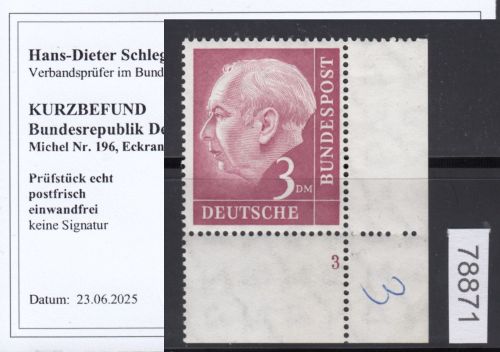 Hans-Dieter Schleg
Verbandsprüfer im Bund
KURZBEFUND
Bundesrepublik De
Michel Nr. 196, Eckran
Prüfstück echt
postfrisch
einwandfrei
keine Signatur
Datum: 23.06.2025
BUNDESPOST
3 DM
DEUTSCHE
3
3
78871